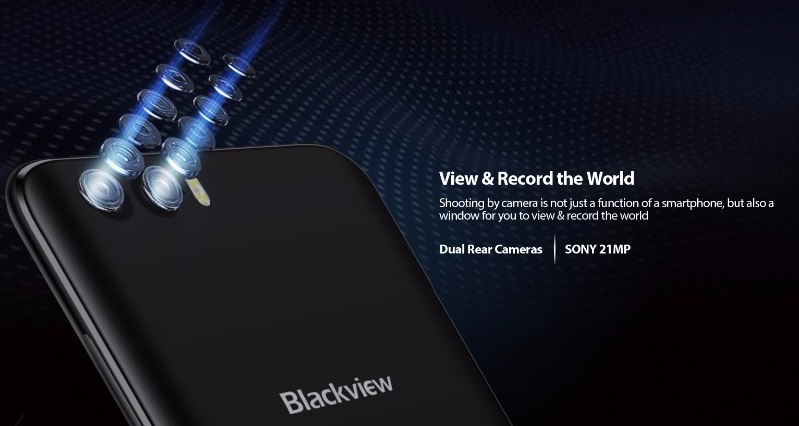 View & Record the World
Shooting by camera is not just a function of a smartphone, but also a
window for you to view & record the world
Dual Rear Cameras SONY 21MP
Blackview